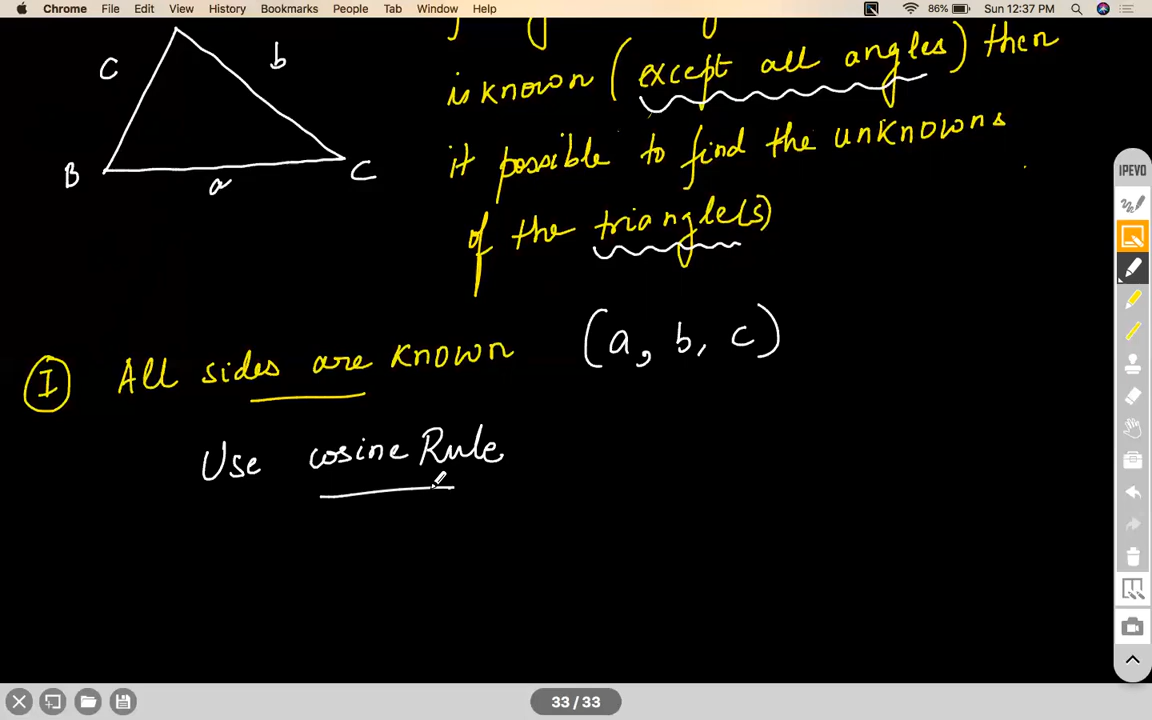 Chrome File Edit View History Bookmarks People Tab Window Help
86% Sun 12:37 PM
C b
B a C
is known (except all angles) then
it possible to find the unknowns
of the triangle(s)
I All sides are known (a, b, c)
Use cosine Rule
IPEVO
33 / 33